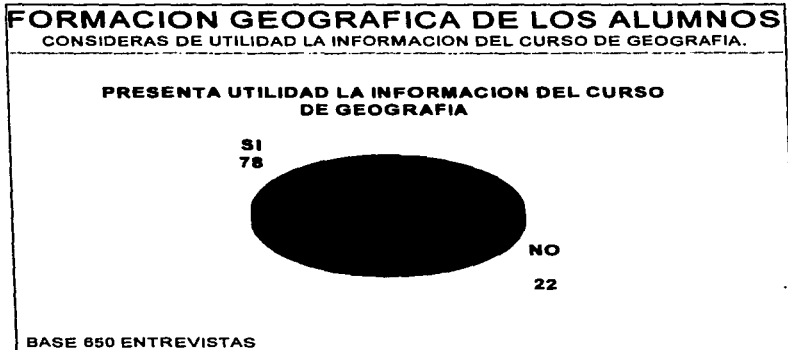 FORMACION GEOGRAFICA DE LOS ALUMNOS
CONSIDERAS DE UTILIDAD LA INFORMACION DEL CURSO DE GEOGRAFIA.
PRESENTA UTILIDAD LA INFORMACION DEL CURSO
DE GEOGRAFIA
SI
78
NO
22
BASE 650 ENTREVISTAS